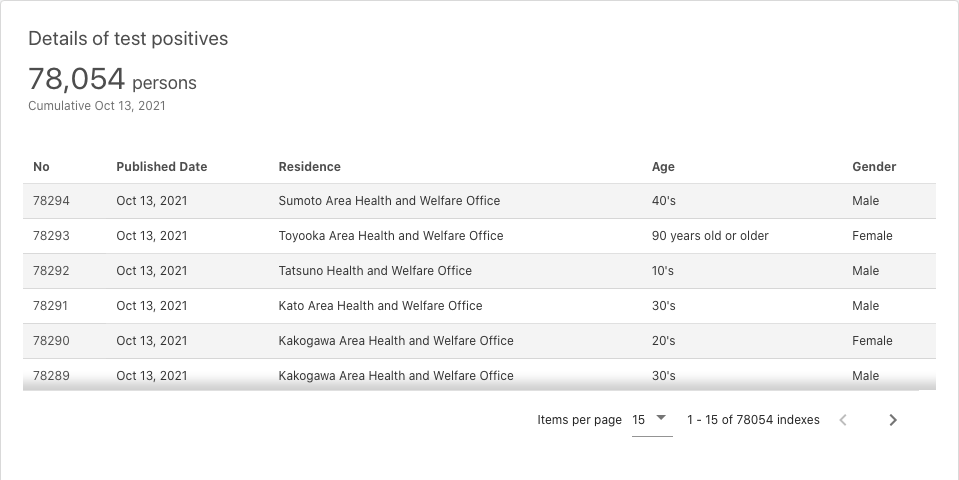 Details of test positives
78,054 persons
Cumulative Oct 13, 2021
No Published Date Residence Age Gender
78294 Oct 13, 2021 Sumoto Area Health and Welfare Office 40's Male
78293 Oct 13, 2021 Toyooka Area Health and Welfare Office 90 years old or older Female
78292 Oct 13, 2021 Tatsuno Health and Welfare Office 10's Male
78291 Oct 13, 2021 Kato Area Health and Welfare Office 30's Male
78290 Oct 13, 2021 Kakogawa Area Health and Welfare Office 20's Female
78289 Oct 13, 2021 Kakogawa Area Health and Welfare Office 30's Male
Items per page 15 1 - 15 of 78054 indexes